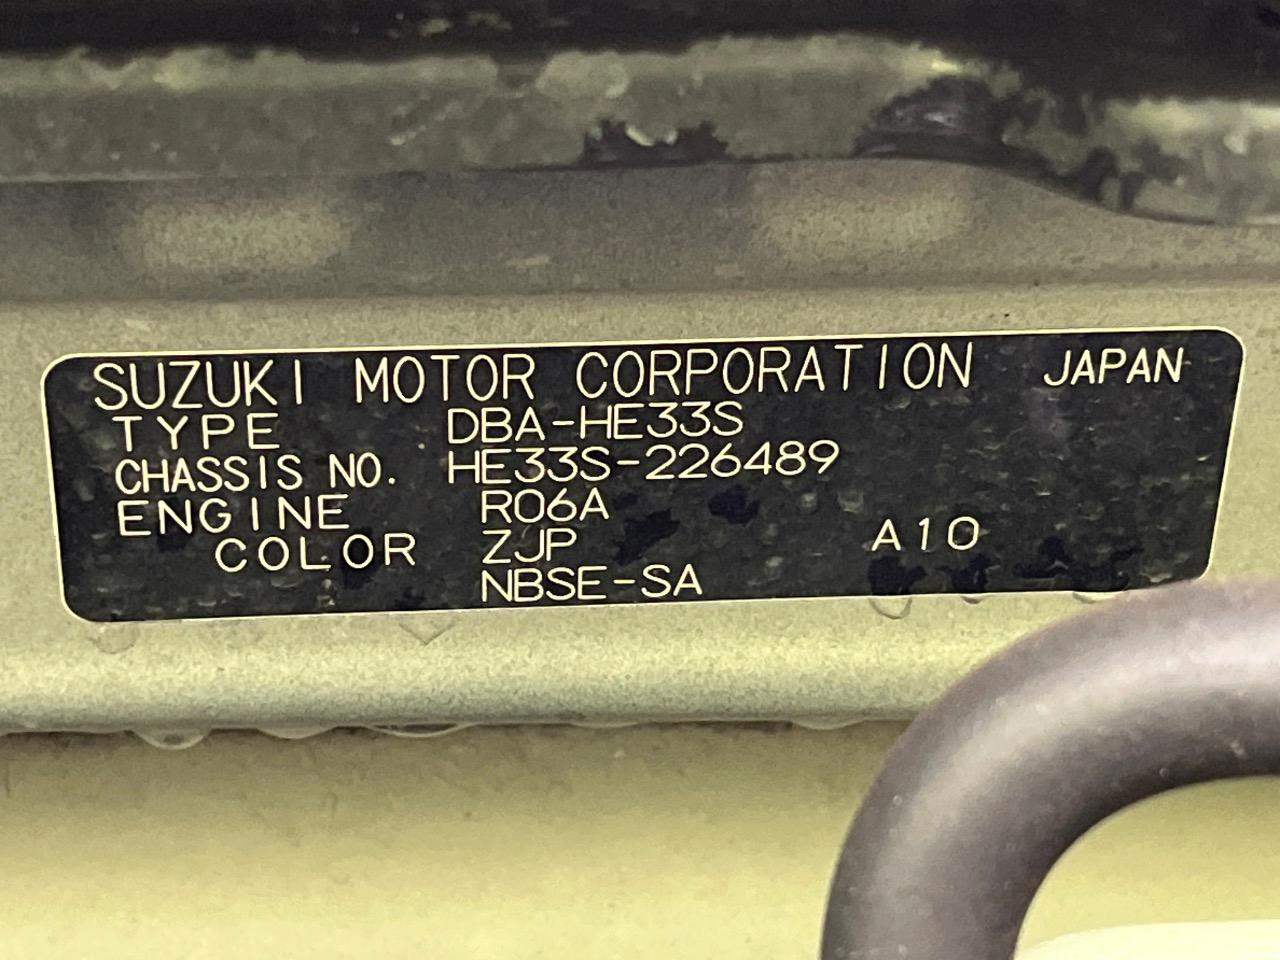 SUZUKI MOTOR CORPORATION JAPAN
TYPE DBA-HE33S
CHASSIS NO. HE33S-226489
ENGINE R06A
COLOR ZJP A10
NBSE-SA